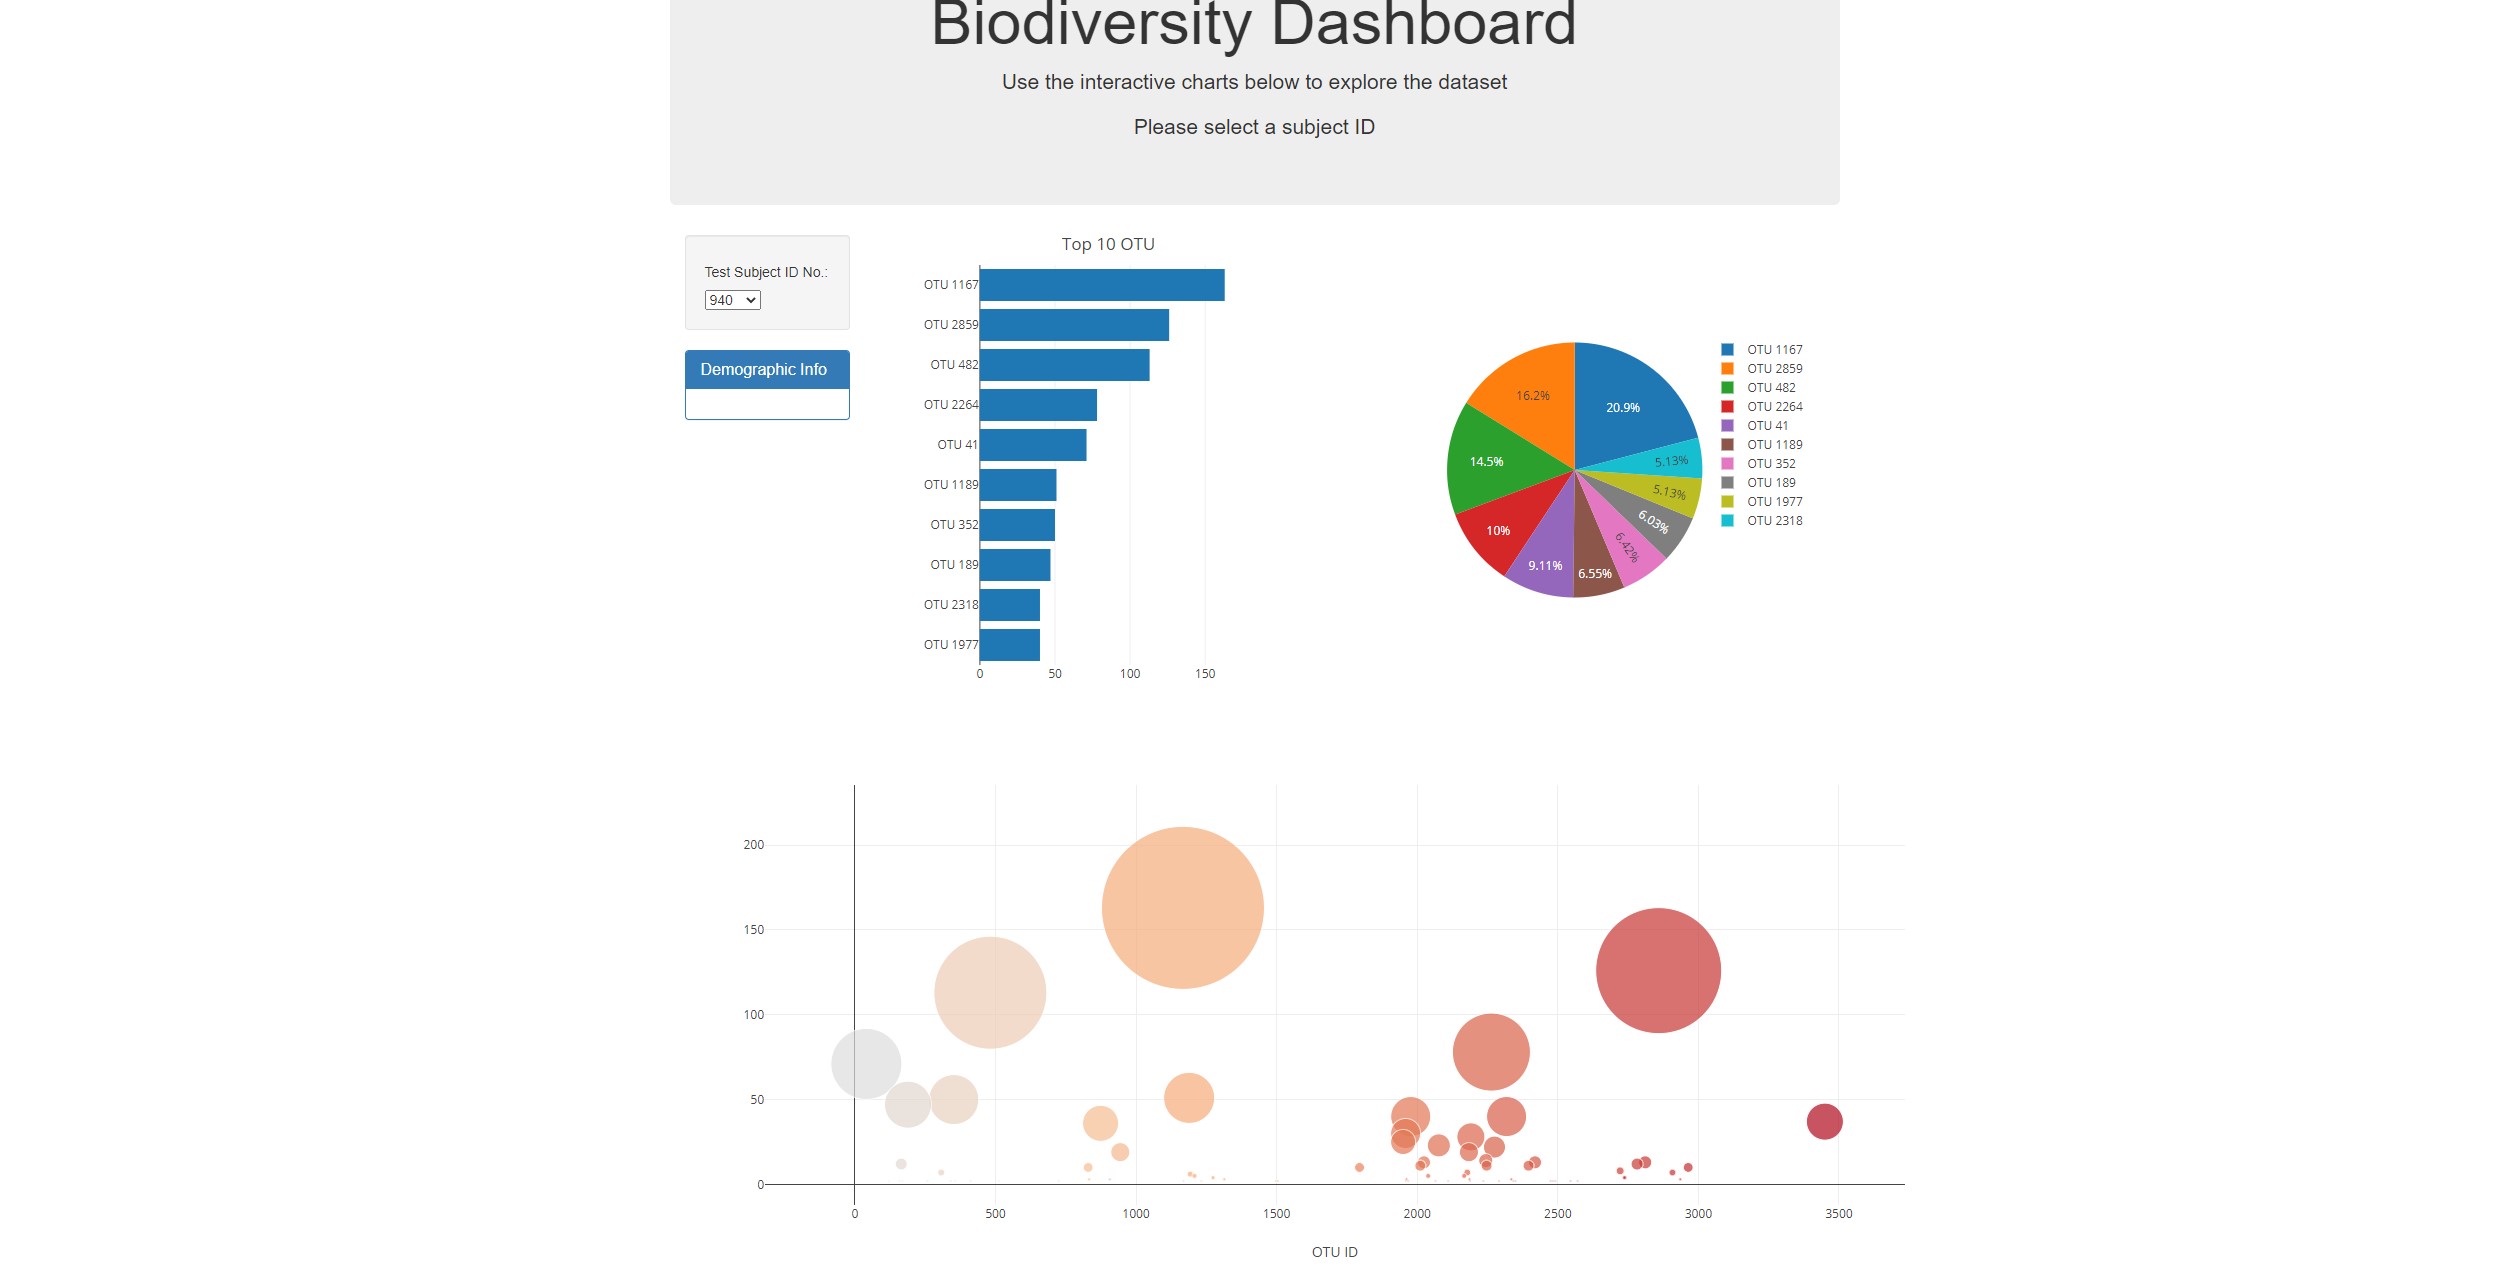 Biodiversity Dashboard
Use the interactive charts below to explore the dataset
Please select a subject ID
Test Subject ID No.:
940
Demographic Info
Top 10 OTU
OTU 1167
OTU 2859
OTU 482
OTU 2264
OTU 41
OTU 1189
OTU 352
OTU 189
OTU 2318
OTU 1977
0 50 100 150
20.9%
16.2%
14.5%
10%
9.11%
6.55%
6.42%
6.03%
5.13%
5.13%
OTU 1167
OTU 2859
OTU 482
OTU 2264
OTU 41
OTU 1189
OTU 352
OTU 189
OTU 1977
OTU 2318
200
150
100
50
0
0 500 1000 1500 2000 2500 3000 3500
OTU ID